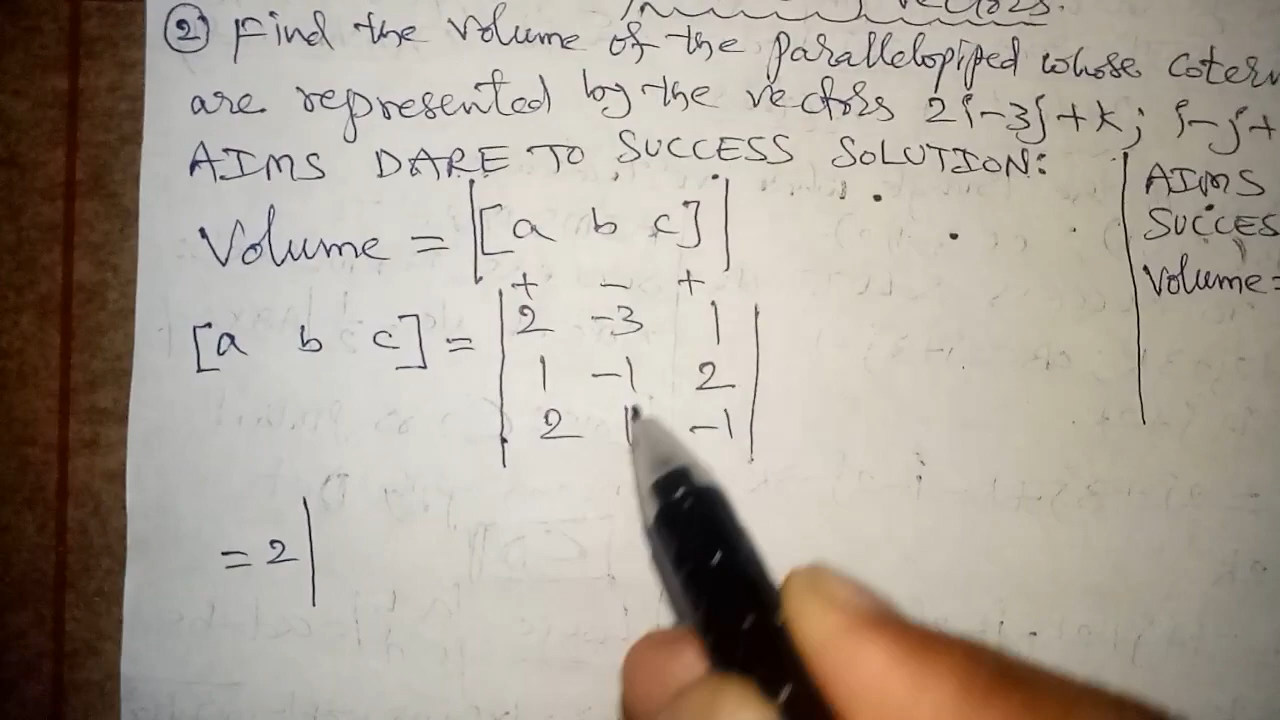 vectors.
② Find the volume of the parallelopiped whose coter
are represented by the vectors 2i-3j+k; i-j+
AIMS DARE TO SUCCESS SOLUTION:
Volume = |[a b c]|
+ - +
[a b c] = | 2 -3 1 |
| 1 -1 2 |
| 2 1 -1 |
= 2 |
AIMS
SUCCES
Volume =